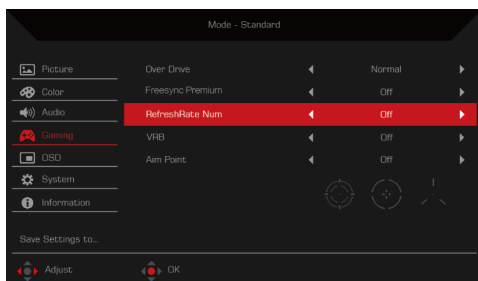 Mode - Standard
Picture
Over Drive Normal
Color
Freesync Premium Off
Audio
RefreshRate Num Off
Gaming
VRB Off
OSD
Aim Point Off
System
Information
Save Settings to...
Adjust OK